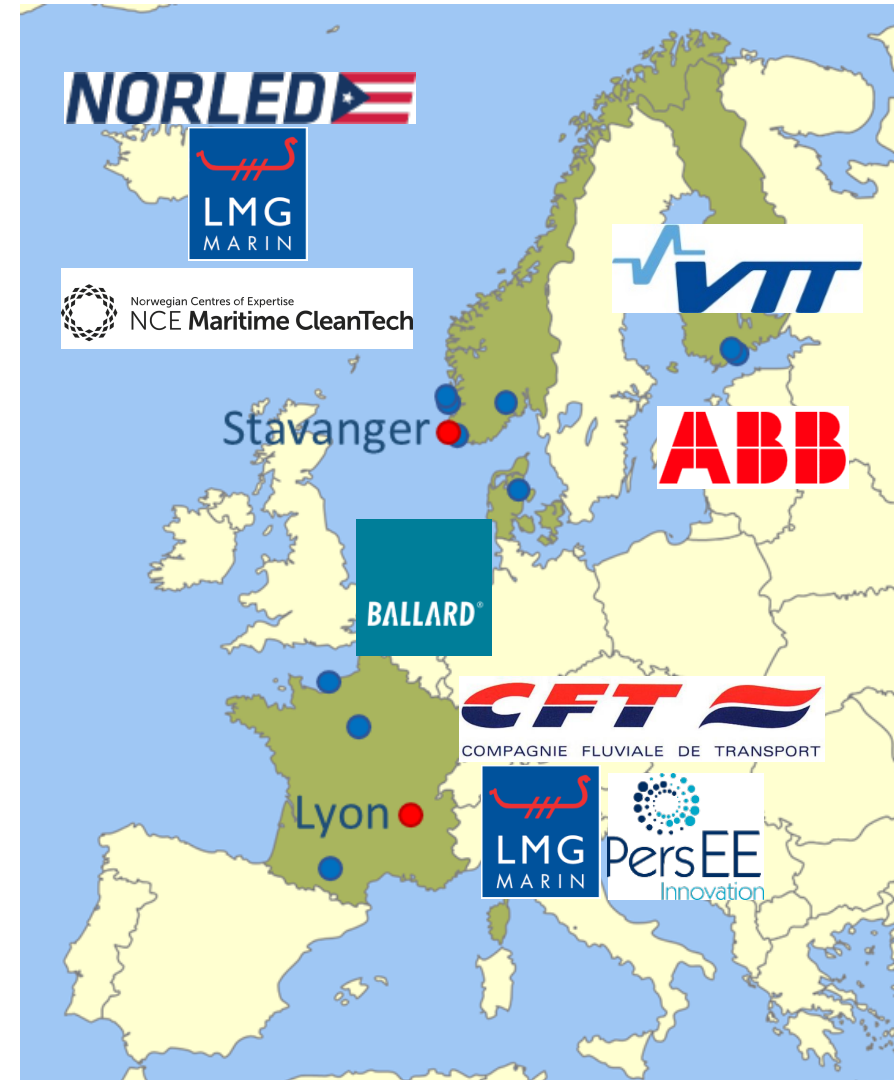 NORLED
LMG
MARIN
Norwegian Centres of Expertise
NCE Maritime CleanTech
VTT
Stavanger
ABB
BALLARD®
CFT
COMPAGNIE FLUVIALE DE TRANSPORT
Lyon
LMG
MARIN
PersEE
Innovation